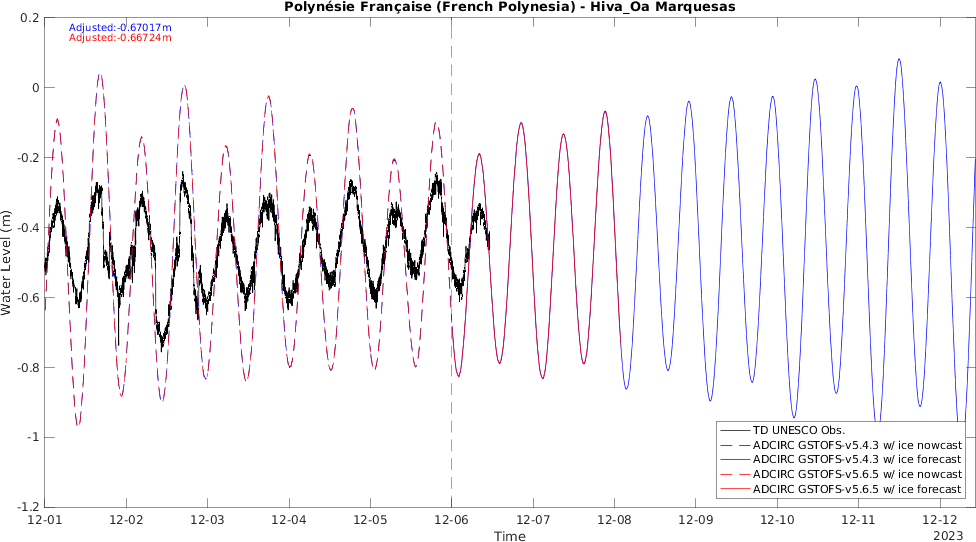 Polynésie Française (French Polynesia) - Hiva_Oa Marquesas
Adjusted:-0.67017m
Adjusted:-0.66724m
0.2
0
-0.2
-0.4
-0.6
-0.8
-1
-1.2
Water Level (m)
TD UNESCO Obs.
ADCIRC GSTOFS-v5.4.3 w/ ice nowcast
ADCIRC GSTOFS-v5.4.3 w/ ice forecast
ADCIRC GSTOFS-v5.6.5 w/ ice nowcast
ADCIRC GSTOFS-v5.6.5 w/ ice forecast
12-01 12-02 12-03 12-04 12-05 12-06 12-07 12-08 12-09 12-10 12-11 12-12
2023
Time